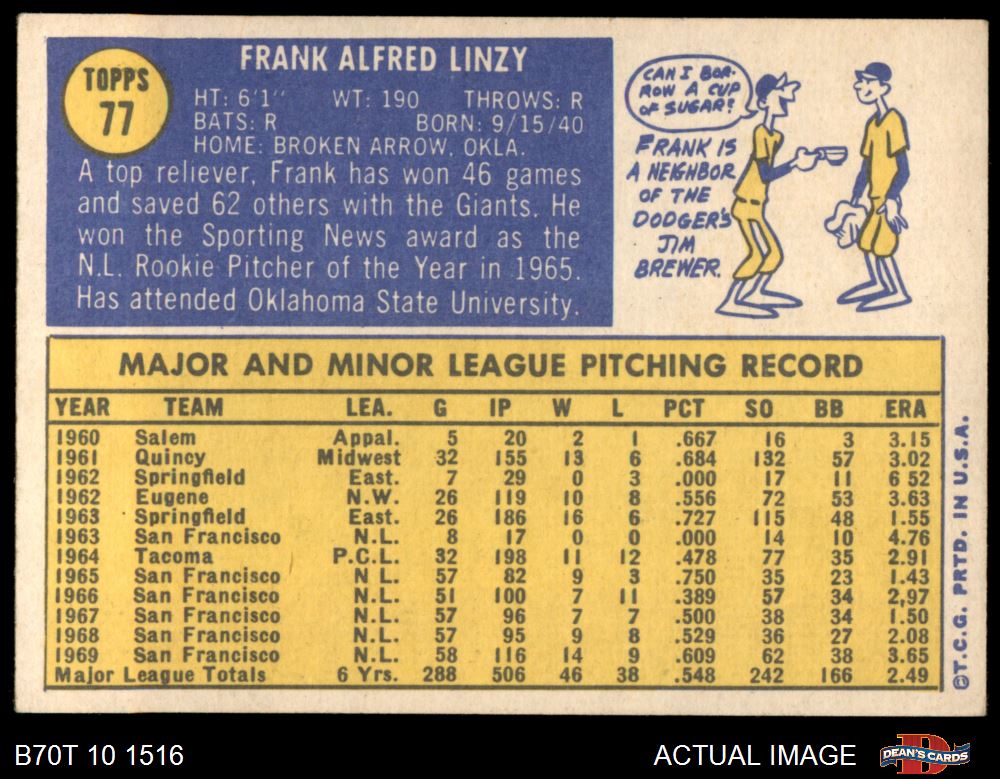 TOPPS
77
FRANK ALFRED LINZY
HT: 6'1" WT: 190 THROWS: R
BATS: R BORN: 9/15/40
HOME: BROKEN ARROW, OKLA.
A top reliever, Frank has won 46 games
and saved 62 others with the Giants. He
won the Sporting News award as the
N.L. Rookie Pitcher of the Year in 1965.
Has attended Oklahoma State University.
CAN I BOR-
ROW A CUP
OF SUGAR?
FRANK IS
A NEIGHBOR
OF THE
DODGER'S
JIM
BREWER.
MAJOR AND MINOR LEAGUE PITCHING RECORD
YEAR TEAM LEA. G IP W L PCT SO BB ERA
1960 Salem Appal. 5 20 2 1 .667 16 3 3.15
1961 Quincy Midwest 32 155 13 6 .684 132 57 3.02
1962 Springfield East. 7 29 0 3 .000 17 11 6 52
1962 Eugene N.W. 26 119 10 8 .556 72 53 3.63
1963 Springfield East. 26 186 16 6 .727 115 48 1.55
1963 San Francisco N.L. 8 17 0 0 .000 14 10 4.76
1964 Tacoma P.C.L. 32 198 11 12 .478 77 35 2.91
1965 San Francisco N L. 57 82 9 3 .750 35 23 1.43
1966 San Francisco N.L. 51 100 7 11 .389 57 34 2,97
1967 San Francisco N.L. 57 96 7 7 .500 38 34 1.50
1968 San Francisco N.L. 57 95 9 8 .529 36 27 2.08
1969 San Francisco N.L. 58 116 14 9 .609 62 38 3.65
Major League Totals 6 Yrs. 288 506 46 38 .548 242 166 2.49
©T.C.G. PRTD. IN U.S.A.
B70T 10 1516
ACTUAL IMAGE
DEAN'S CARDS